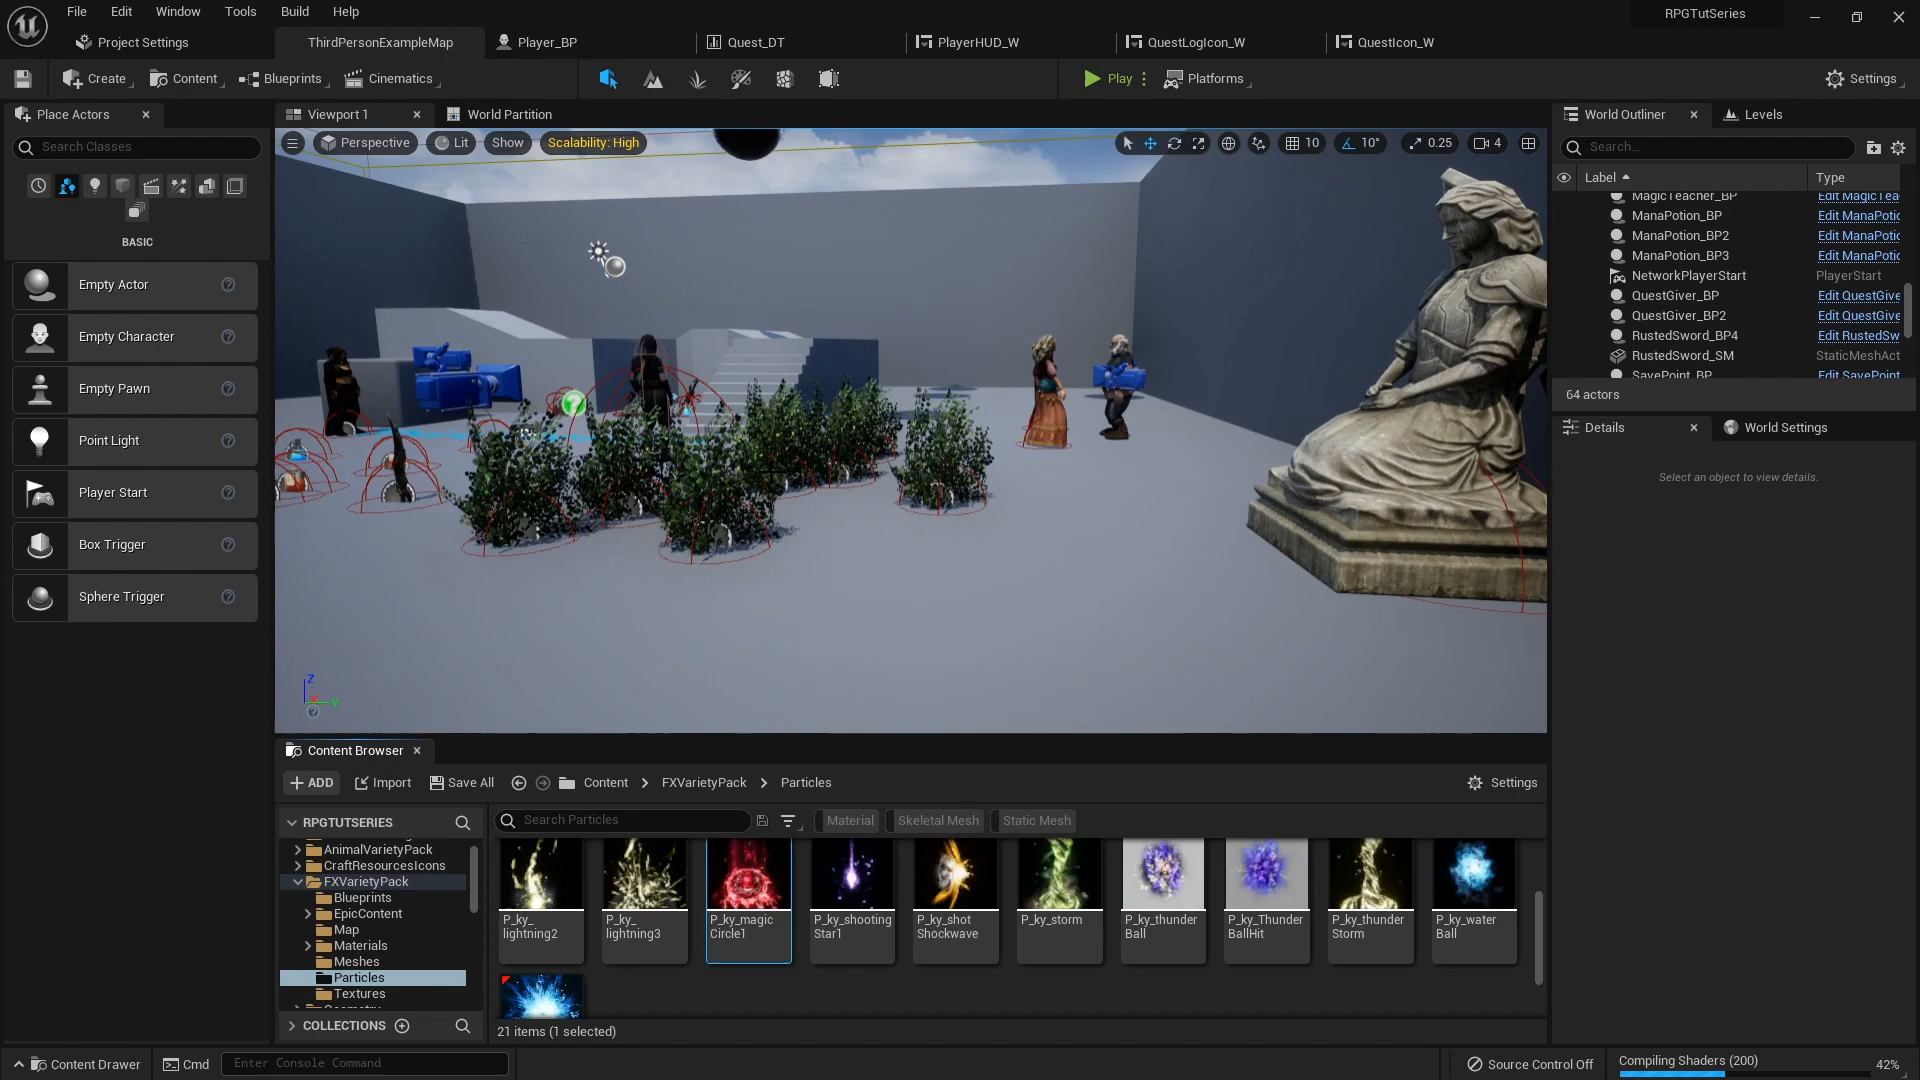 File Edit Window Tools Build Help
RPGTutSeries
Project Settings
ThirdPersonExampleMap
Player_BP
Quest_DT
PlayerHUD_W
QuestLogIcon_W
QuestIcon_W
Create
Content
Blueprints
Cinematics
Play
Platforms
Settings
Place Actors
Search Classes
BASIC
Empty Actor
Empty Character
Empty Pawn
Point Light
Player Start
Box Trigger
Sphere Trigger
Viewport 1
World Partition
Perspective
Lit
Show
Scalability: High
10
10°
0.25
4
Z
Y
World Outliner
Levels
Search...
Label
Type
MagicTeacher_BP Edit MagicTea
ManaPotion_BP Edit ManaPotic
ManaPotion_BP2 Edit ManaPotic
ManaPotion_BP3 Edit ManaPotic
NetworkPlayerStart PlayerStart
QuestGiver_BP Edit QuestGive
QuestGiver_BP2 Edit QuestGive
RustedSword_BP4 Edit RustedSw
RustedSword_SM StaticMeshAct
SavePoint_BP Edit SavePoint
64 actors
Details
World Settings
Select an object to view details.
Content Browser
ADD
Import
Save All
Content
FXVarietyPack
Particles
Settings
RPGTUTSERIES
AnimalVarietyPack
CraftResourcesIcons
FXVarietyPack
Blueprints
EpicContent
Map
Materials
Meshes
Particles
Textures
Geometry
COLLECTIONS
Search Particles
Material
Skeletal Mesh
Static Mesh
P_ky_
lightning2
P_ky_
lightning3
P_ky_magic
Circle1
P_ky_shooting
Star1
P_ky_shot
Shockwave
P_ky_storm
P_ky_thunder
Ball
P_ky_Thunder
BallHit
P_ky_thunder
Storm
P_ky_water
Ball
21 items (1 selected)
Content Drawer
Cmd
Enter Console Command
Source Control Off
Compiling Shaders (200)
42%